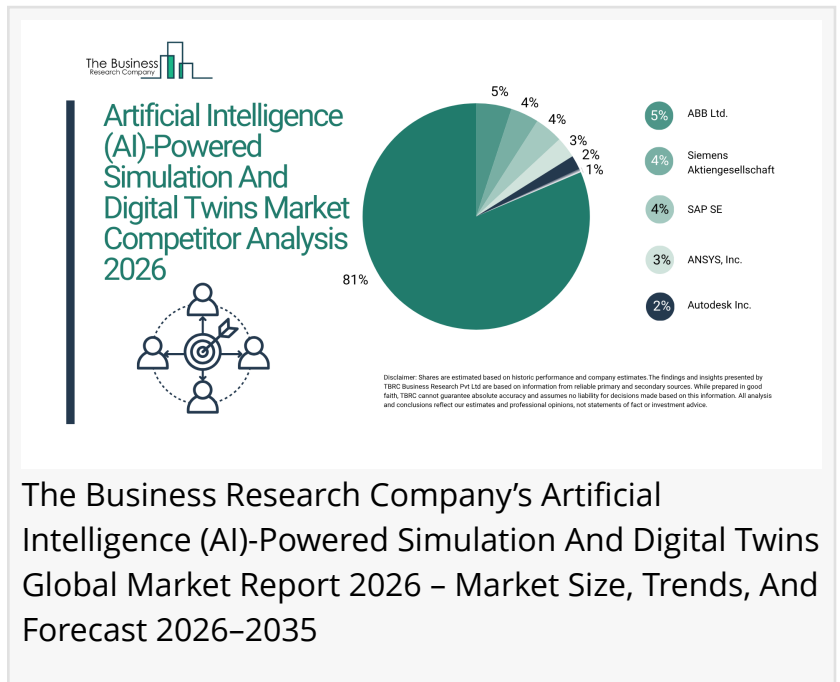 The Business
Research Company
Artificial Intelligence
(AI)-Powered
Simulation And
Digital Twins Market
Competitor Analysis
2026
5%
4%
4%
3%
2%
1%
81%
5% ABB Ltd.
4% Siemens
Aktiengesellschaft
4% SAP SE
3% ANSYS, Inc.
2% Autodesk Inc.
Disclaimer: Shares are estimated based on historic performance and company estimates.The findings and insights presented by
TBRC Business Research Pvt Ltd are based on information from reliable primary and secondary sources. While prepared in good
faith, TBRC cannot guarantee absolute accuracy and assumes no liability for decisions made based on this information. All analysis
and conclusions reflect our estimates and professional opinions, not statements of fact or investment advice.
The Business Research Company’s Artificial
Intelligence (AI)-Powered Simulation And Digital Twins
Global Market Report 2026 – Market Size, Trends, And
Forecast 2026–2035